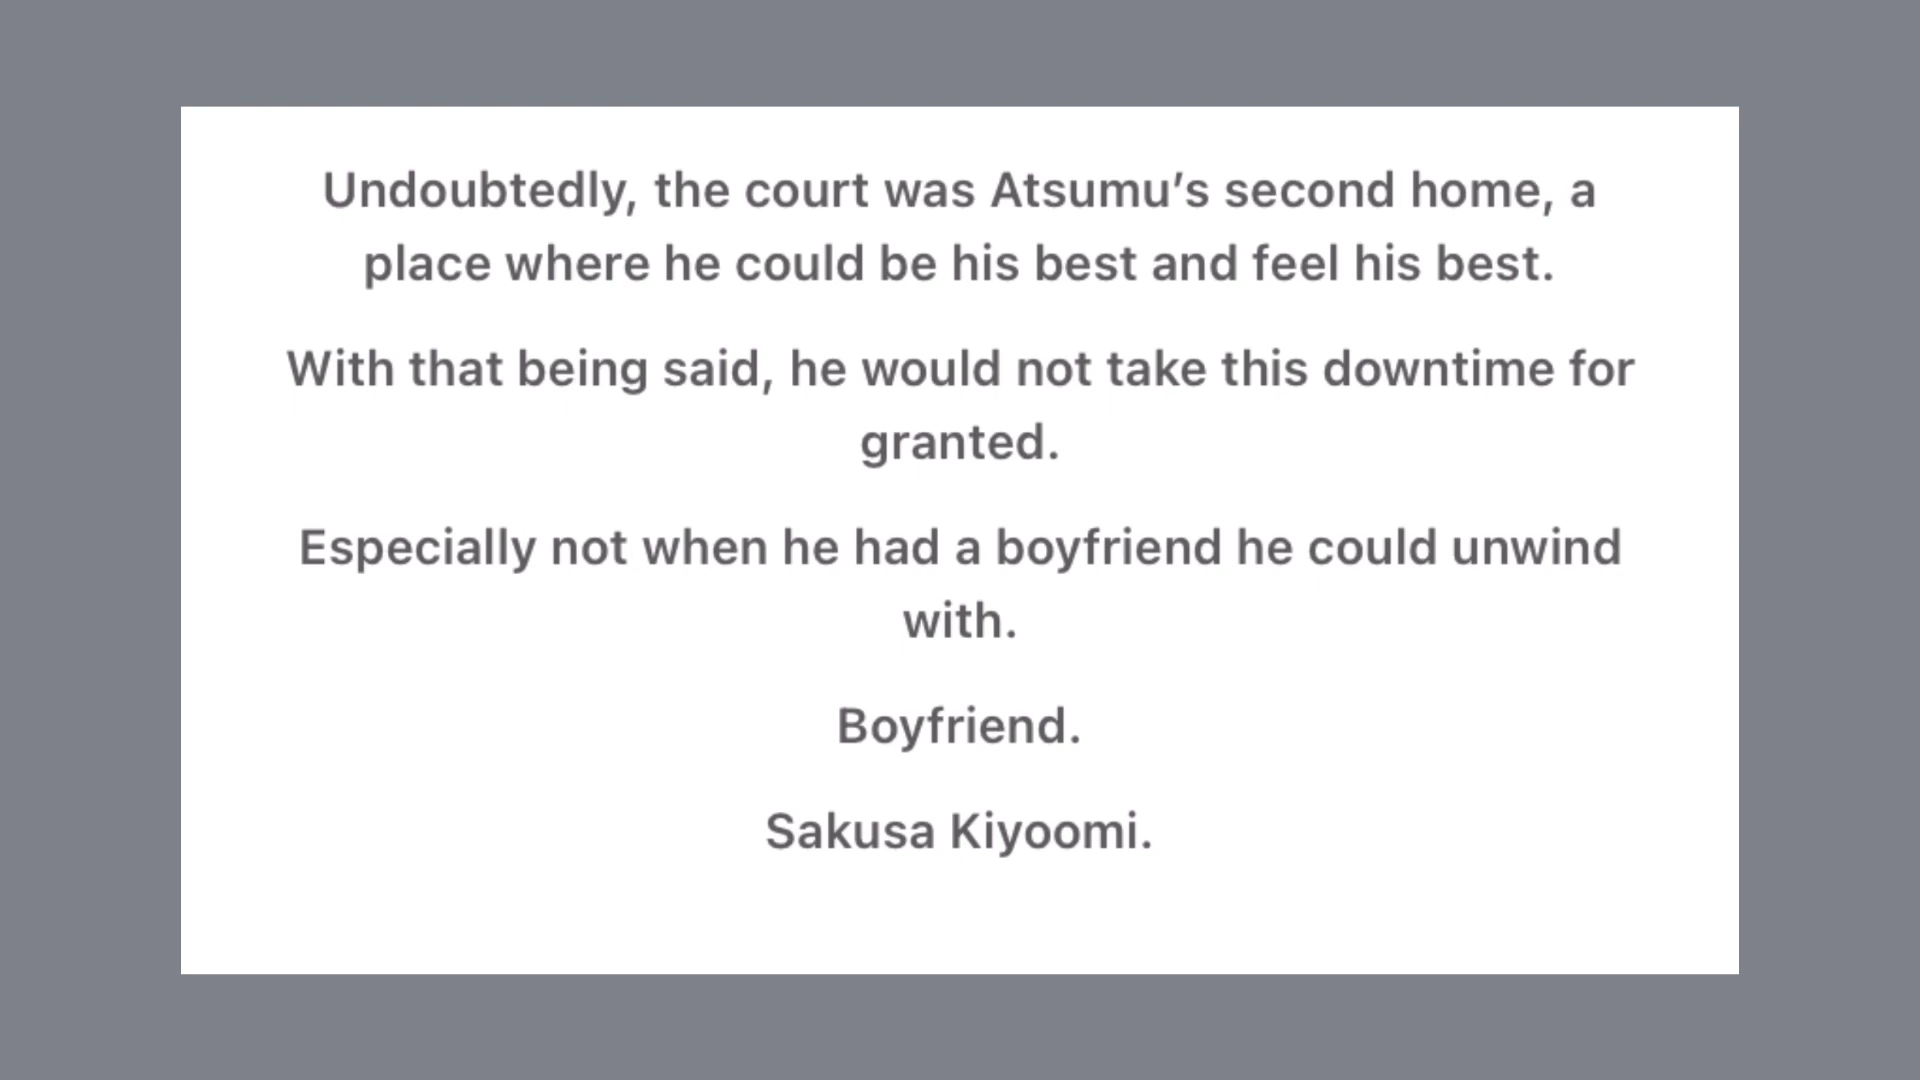 Undoubtedly, the court was Atsumu’s second home, a
place where he could be his best and feel his best.
With that being said, he would not take this downtime for
granted.
Especially not when he had a boyfriend he could unwind
with.
Boyfriend.
Sakusa Kiyoomi.